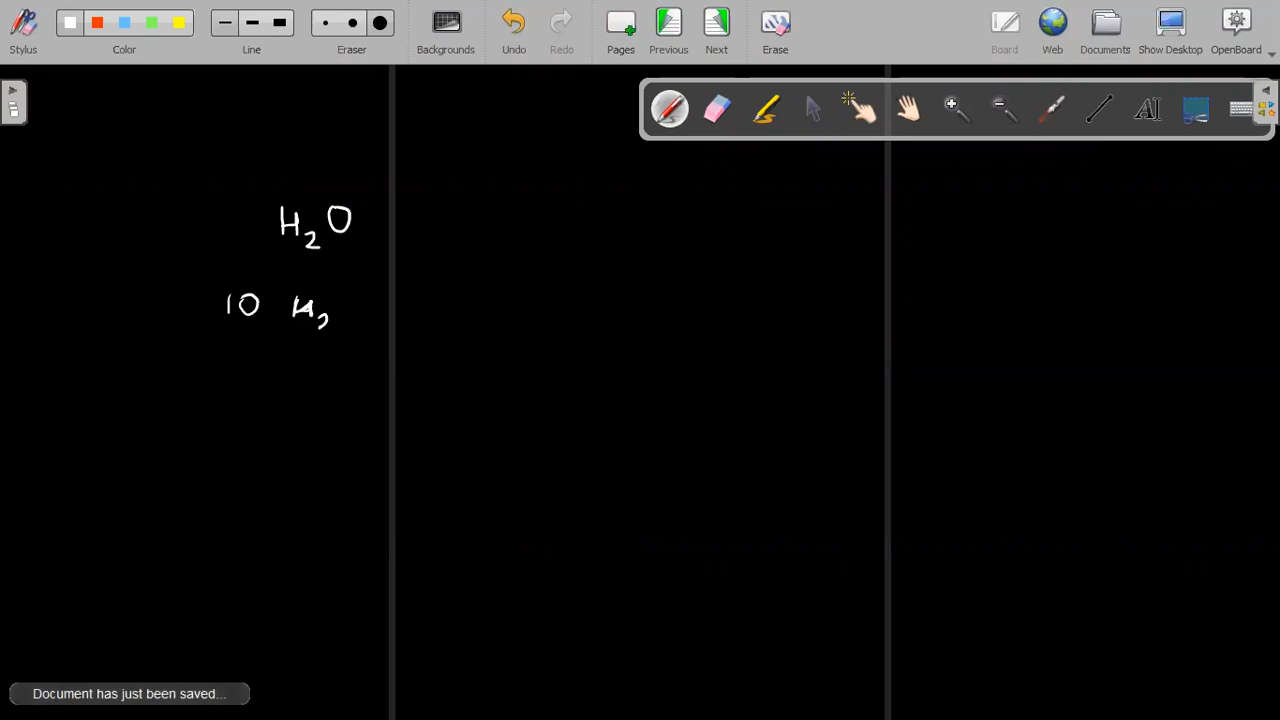 Stylus
Color
Line
Eraser
Backgrounds
Undo
Redo
Pages
Previous
Next
Erase
Board
Web
Documents
Show Desktop
OpenBoard
AI
H₂O
10 H₂
Document has just been saved...